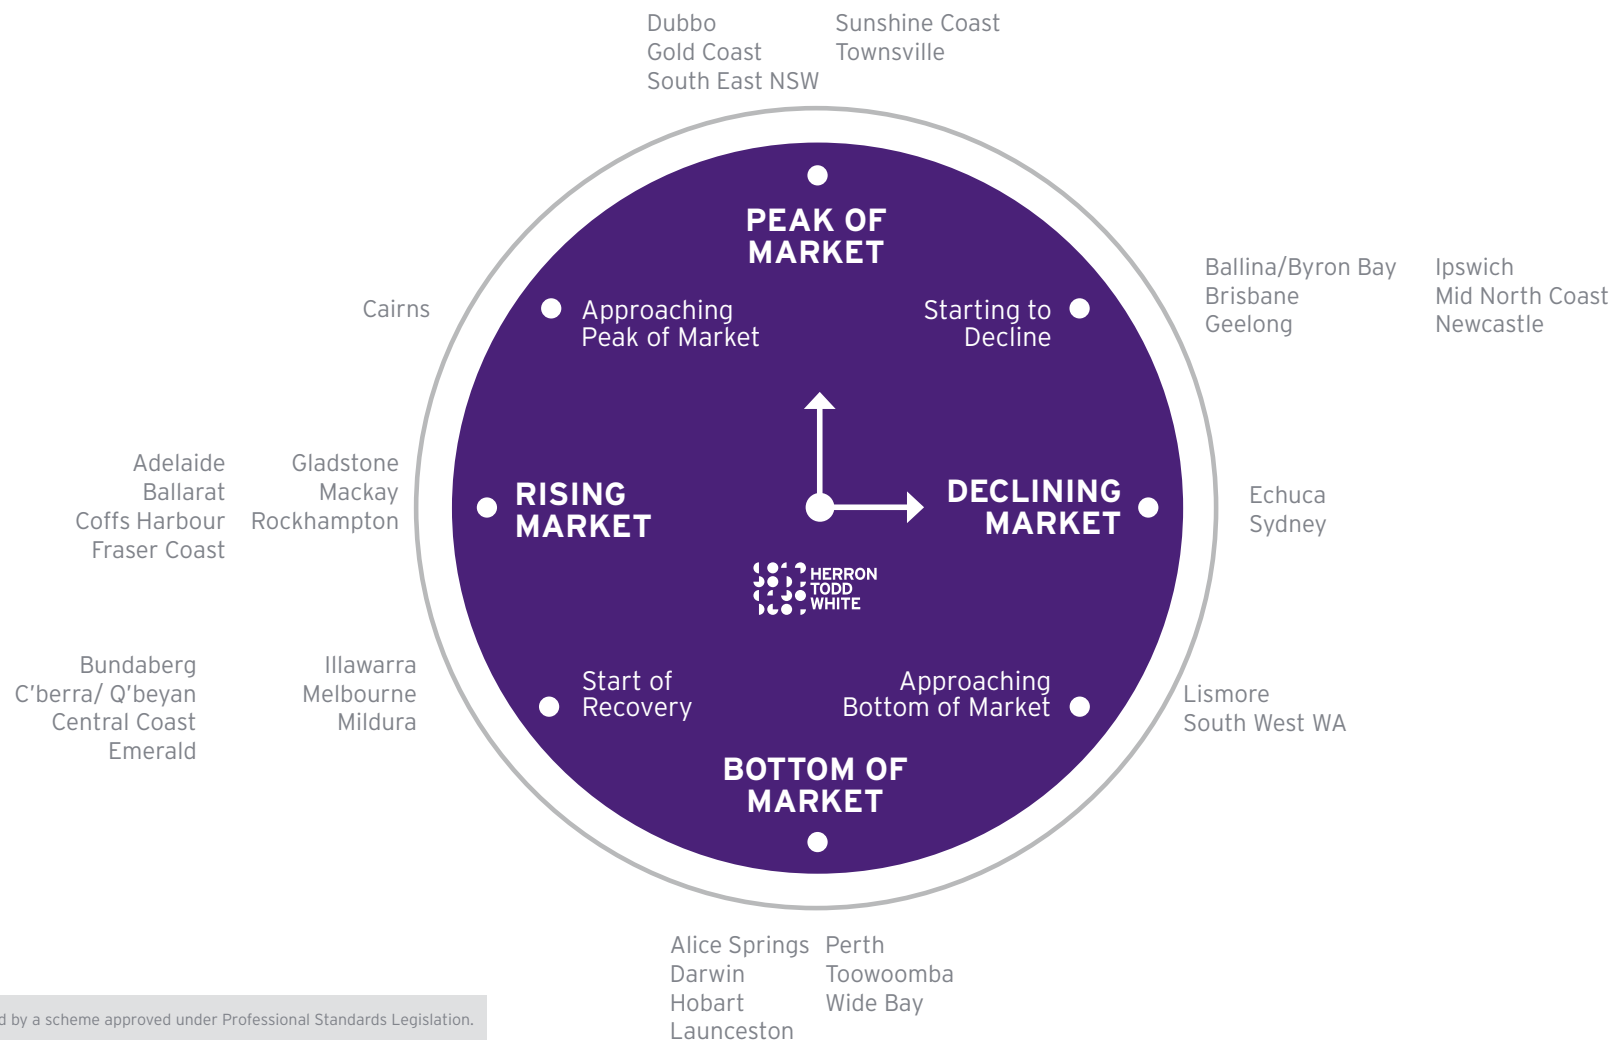 Dubbo
Gold Coast
South East NSW
Sunshine Coast
Townsville
PEAK OF
MARKET
Cairns
Approaching
Peak of Market
Starting to
Decline
Ballina/Byron Bay
Brisbane
Geelong
Ipswich
Mid North Coast
Newcastle
Adelaide
Ballarat
Coffs Harbour
Fraser Coast
Gladstone
Mackay
Rockhampton
RISING
MARKET
DECLINING
MARKET
Echuca
Sydney
HERRON
TODD
WHITE
Bundaberg
C'berra/ Q'beyan
Central Coast
Emerald
Illawarra
Melbourne
Mildura
Start of
Recovery
Approaching
Bottom of Market
Lismore
South West WA
BOTTOM OF
MARKET
Alice Springs
Darwin
Hobart
Launceston
Perth
Toowoomba
Wide Bay
by a scheme approved under Professional Standards Legislation.